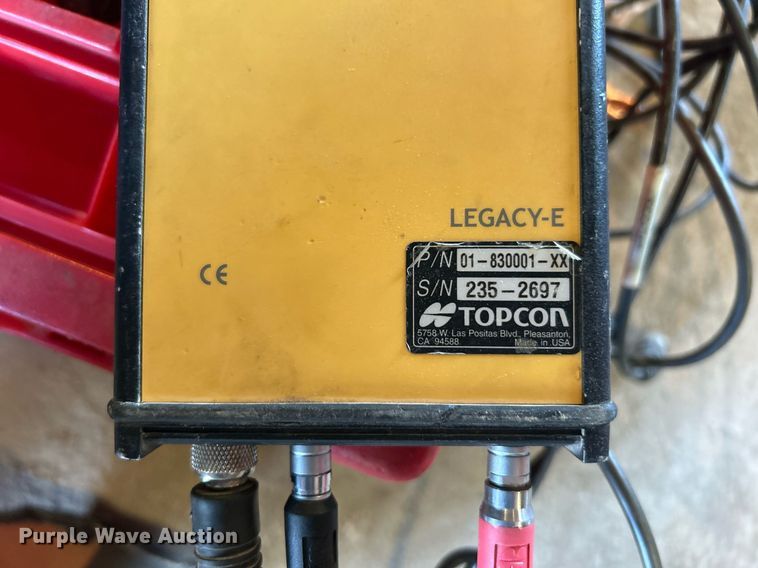 LEGACY-E
P/N 01-830001-XX
S/N 235-2697
TOPCON
5758 W. Las Positas Blvd., Pleasanton,
CA 94588 Made in USA
CE
Purple Wave Auction